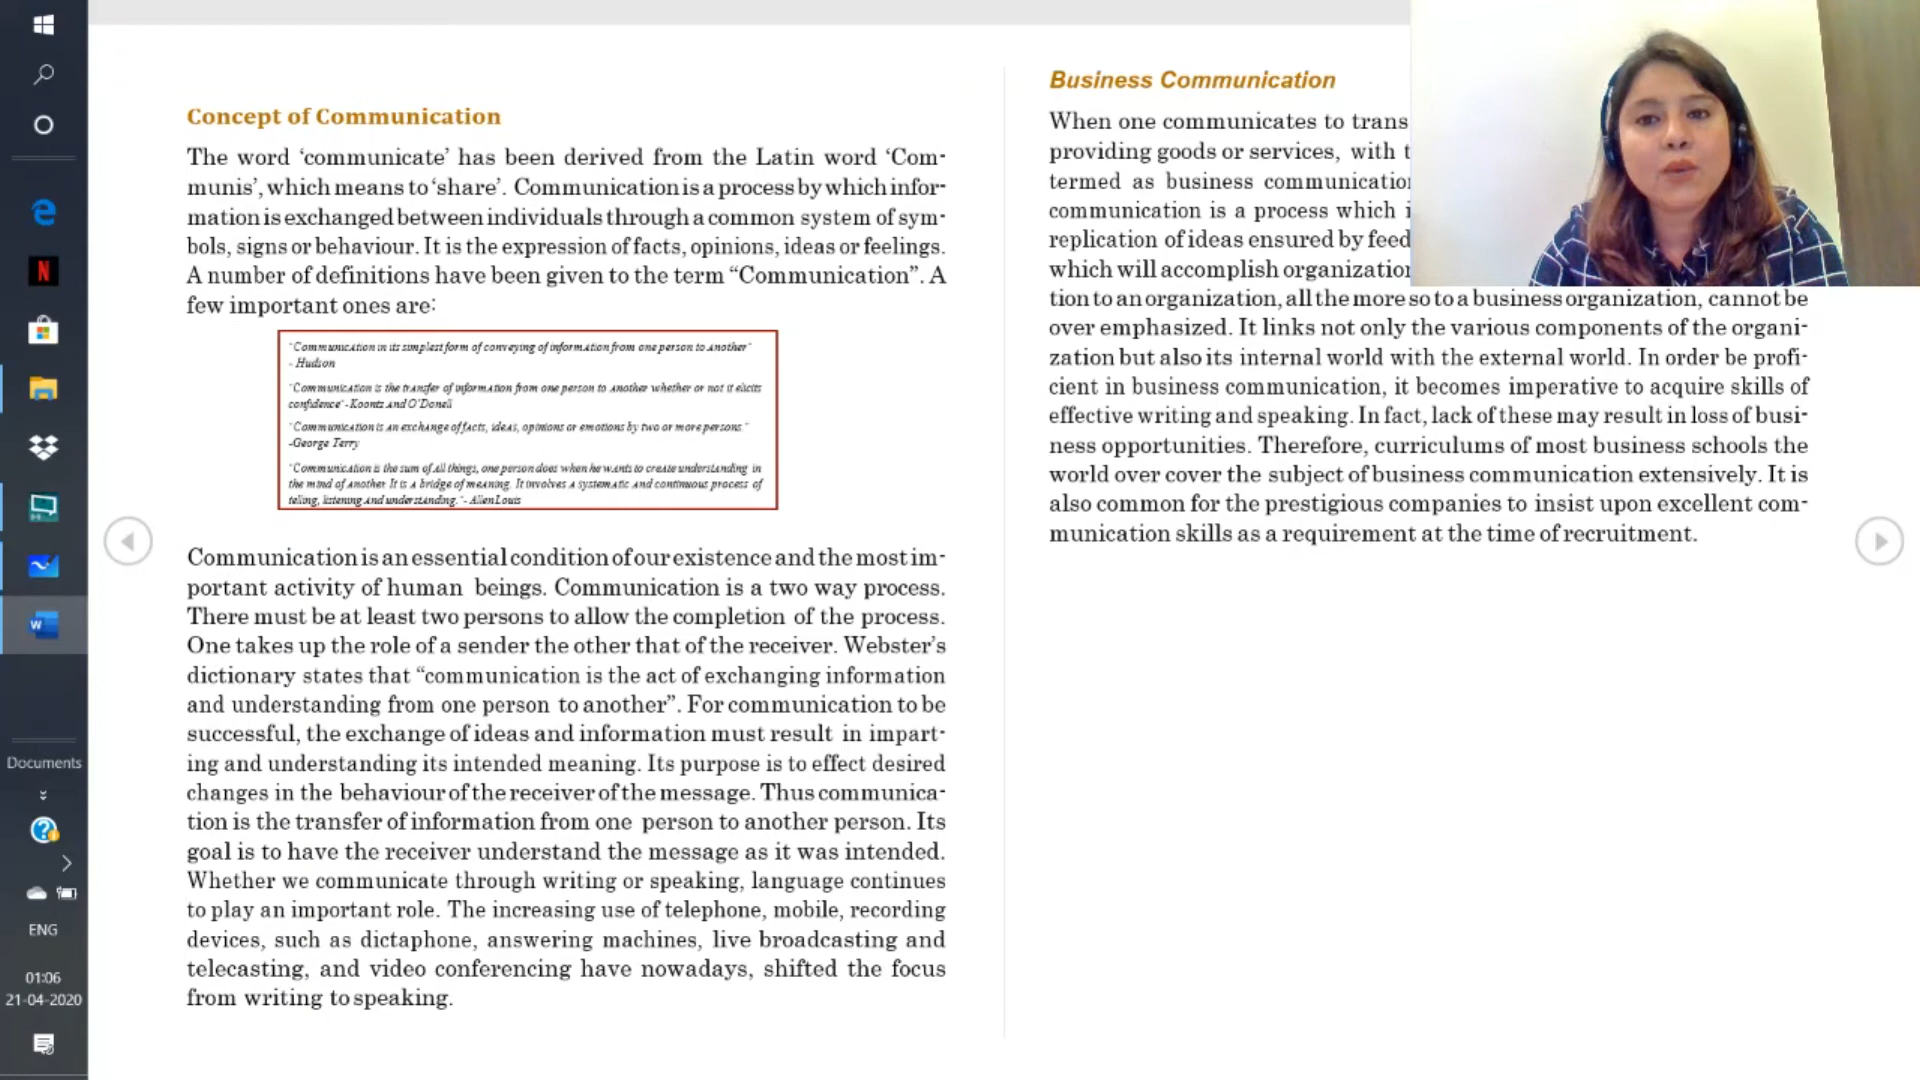 Concept of Communication
The word ‘communicate’ has been derived from the Latin word ‘Com-
munis’, which means to ‘share’. Communication is a process by which infor-
mation is exchanged between individuals through a common system of sym-
bols, signs or behaviour. It is the expression of facts, opinions, ideas or feelings.
A number of definitions have been given to the term “Communication”. A
few important ones are:
"Communication in its simplest form of conveying of information from one person to another"
- Hudson
"Communication is the transfer of information from one person to another whether or not it elicits
confidence" - Koontz and O'Donell
"Communication is an exchange of facts, ideas, opinions or emotions by two or more persons."
-George Terry
"Communication is the sum of all things, one person does when he wants to create understanding in
the mind of another. It is a bridge of meaning. It involves a systematic and continuous process of
teling, listening and understanding." - Allen Louis
Communication is an essential condition of our existence and the most im-
portant activity of human beings. Communication is a two way process.
There must be at least two persons to allow the completion of the process.
One takes up the role of a sender the other that of the receiver. Webster’s
dictionary states that “communication is the act of exchanging information
and understanding from one person to another”. For communication to be
successful, the exchange of ideas and information must result in impart-
ing and understanding its intended meaning. Its purpose is to effect desired
changes in the behaviour of the receiver of the message. Thus communica-
tion is the transfer of information from one person to another person. Its
goal is to have the receiver understand the message as it was intended.
Whether we communicate through writing or speaking, language continues
to play an important role. The increasing use of telephone, mobile, recording
devices, such as dictaphone, answering machines, live broadcasting and
telecasting, and video conferencing have nowadays, shifted the focus
from writing to speaking.
Business Communication
When one communicates to trans
providing goods or services, with t
termed as business communication
communication is a process which i
replication of ideas ensured by feed
which will accomplish organization
tion to an organization, all the more so to a business organization, cannot be
over emphasized. It links not only the various components of the organi-
zation but also its internal world with the external world. In order be profi-
cient in business communication, it becomes imperative to acquire skills of
effective writing and speaking. In fact, lack of these may result in loss of busi-
ness opportunities. Therefore, curriculums of most business schools the
world over cover the subject of business communication extensively. It is
also common for the prestigious companies to insist upon excellent com-
munication skills as a requirement at the time of recruitment.
Documents
ENG
01:06
21-04-2020